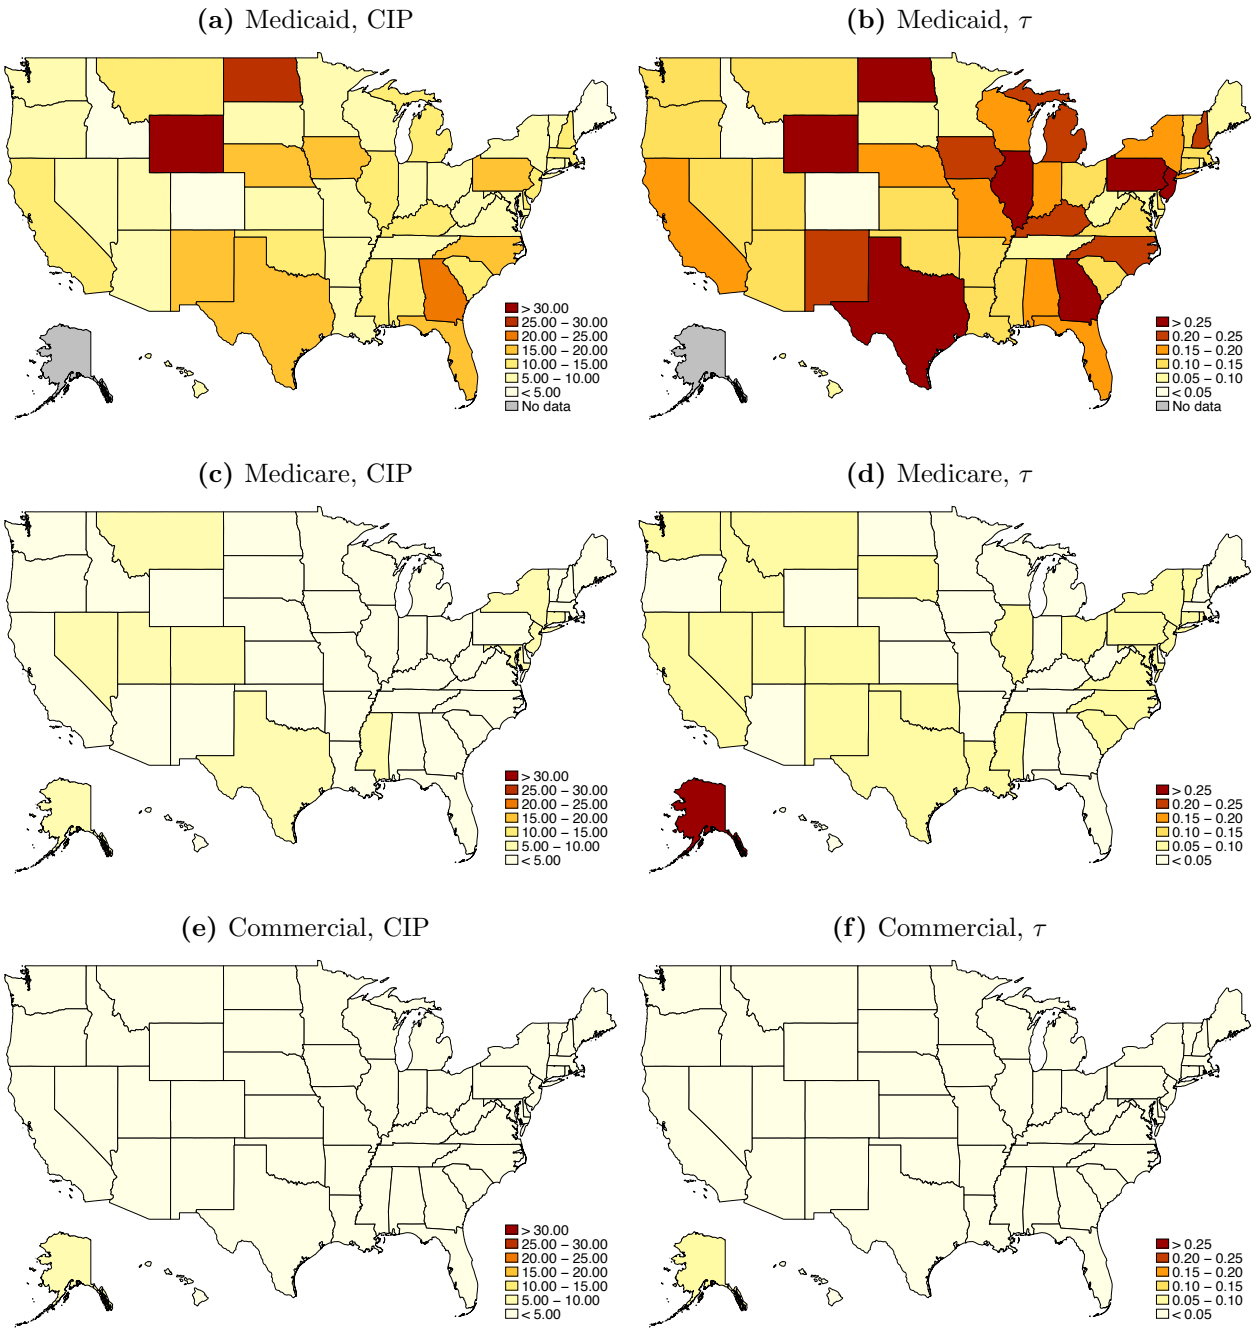 (a) Medicaid, CIP
(b) Medicaid, τ
> 30.00
25.00 − 30.00
20.00 − 25.00
15.00 − 20.00
10.00 − 15.00
5.00 − 10.00
< 5.00
No data
> 0.25
0.20 − 0.25
0.15 − 0.20
0.10 − 0.15
0.05 − 0.10
< 0.05
No data
(c) Medicare, CIP
(d) Medicare, τ
> 30.00
25.00 − 30.00
20.00 − 25.00
15.00 − 20.00
10.00 − 15.00
5.00 − 10.00
< 5.00
> 0.25
0.20 − 0.25
0.15 − 0.20
0.10 − 0.15
0.05 − 0.10
< 0.05
(e) Commercial, CIP
(f) Commercial, τ
> 30.00
25.00 − 30.00
20.00 − 25.00
15.00 − 20.00
10.00 − 15.00
5.00 − 10.00
< 5.00
> 0.25
0.20 − 0.25
0.15 − 0.20
0.10 − 0.15
0.05 − 0.10
< 0.05